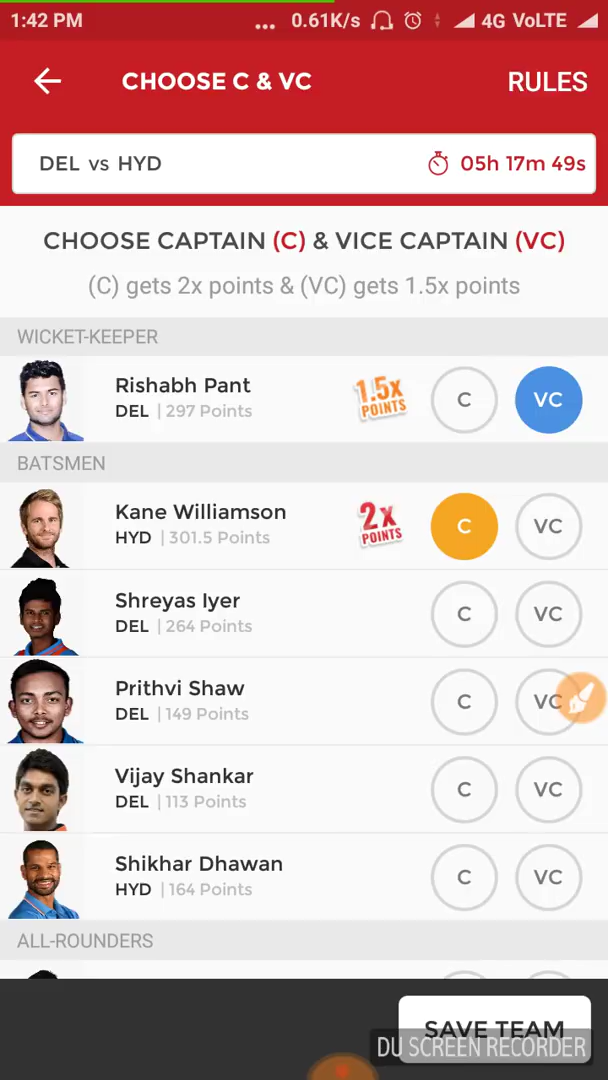 1:42 PM ... 0.61K/s 4G VoLTE
CHOOSE C & VC RULES
DEL vs HYD 05h 17m 49s
CHOOSE CAPTAIN (C) & VICE CAPTAIN (VC)
(C) gets 2x points & (VC) gets 1.5x points
WICKET-KEEPER
Rishabh Pant
DEL | 297 Points
1.5x
POINTS
C VC
BATSMEN
Kane Williamson
HYD | 301.5 Points
2x
POINTS
C VC
Shreyas Iyer
DEL | 264 Points
C VC
Prithvi Shaw
DEL | 149 Points
C VC
Vijay Shankar
DEL | 113 Points
C VC
Shikhar Dhawan
HYD | 164 Points
C VC
ALL-ROUNDERS
SAVE TEAM
DU SCREEN RECORDER